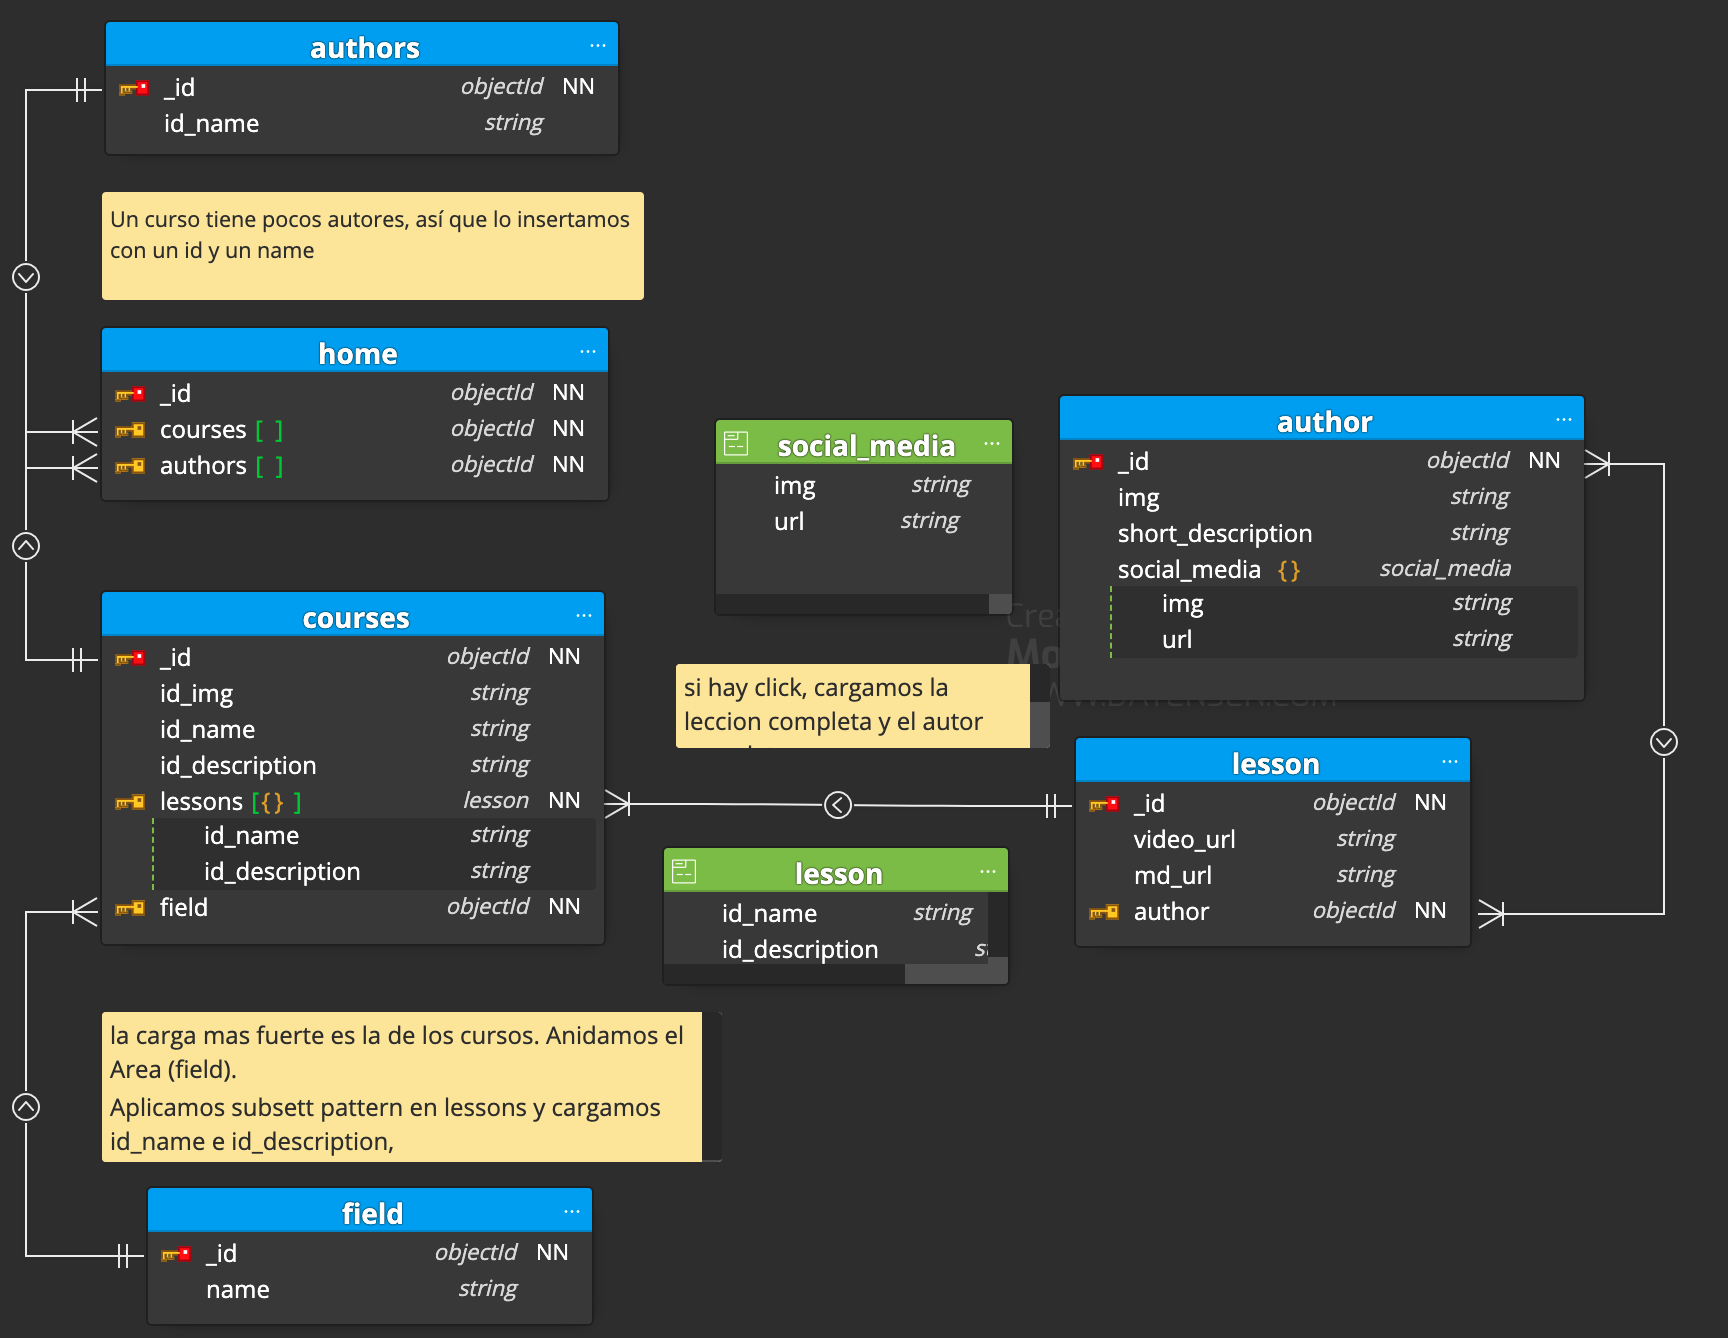 authors ...
_id objectId NN
id_name string
Un curso tiene pocos autores, así que lo insertamos
con un id y un name
home ...
_id objectId NN
courses [ ] objectId NN
authors [ ] objectId NN
courses ...
_id objectId NN
id_img string
id_name string
id_description string
lessons [{} ] lesson NN
id_name string
id_description string
field objectId NN
la carga mas fuerte es la de los cursos. Anidamos el
Area (field).
Aplicamos subsett pattern en lessons y cargamos
id_name e id_description,
field ...
_id objectId NN
name string
social_media ...
img string
url string
si hay click, cargamos la
leccion completa y el autor
lesson ...
id_name string
id_description
author ...
_id objectId NN
img string
short_description string
social_media {} social_media
img string
url string
lesson ...
_id objectId NN
video_url string
md_url string
author objectId NN